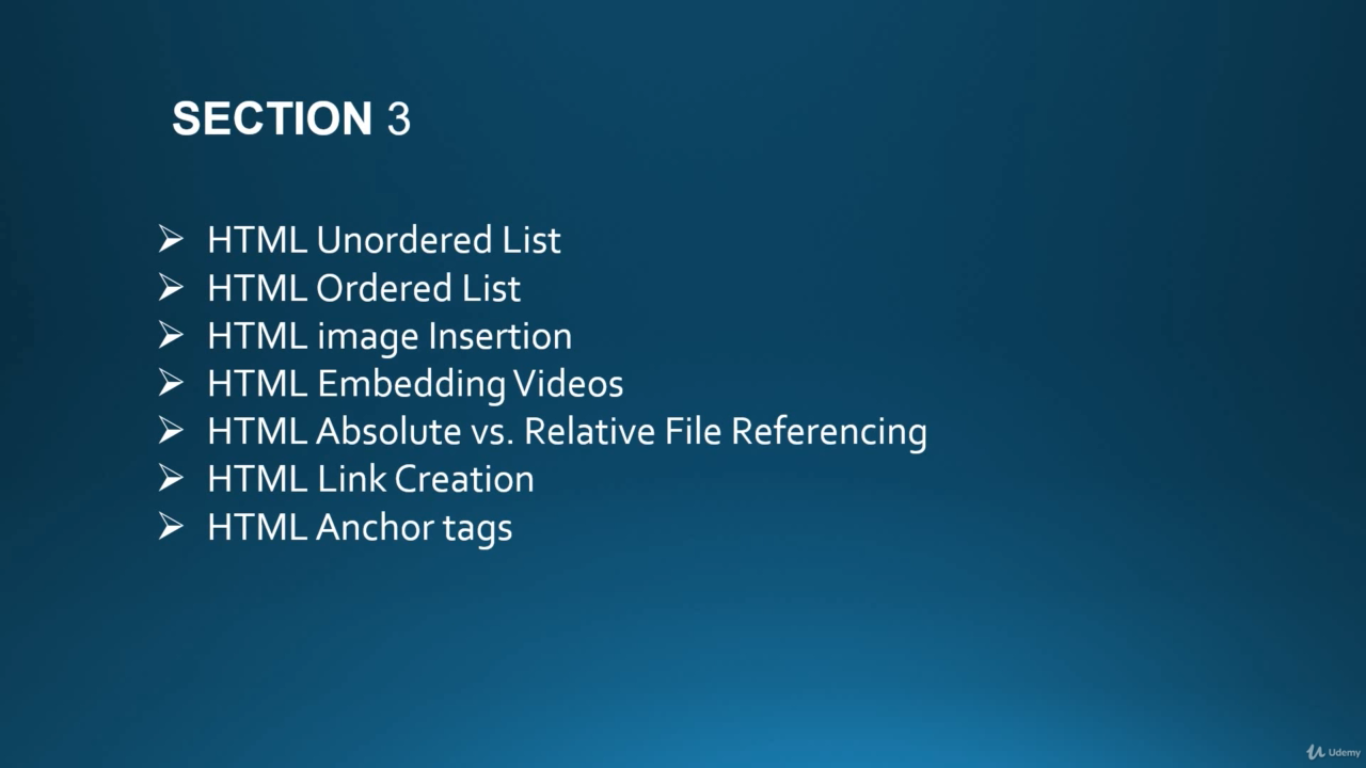 SECTION 3
➢ HTML Unordered List
➢ HTML Ordered List
➢ HTML image Insertion
➢ HTML Embedding Videos
➢ HTML Absolute vs. Relative File Referencing
➢ HTML Link Creation
➢ HTML Anchor tags
Udemy